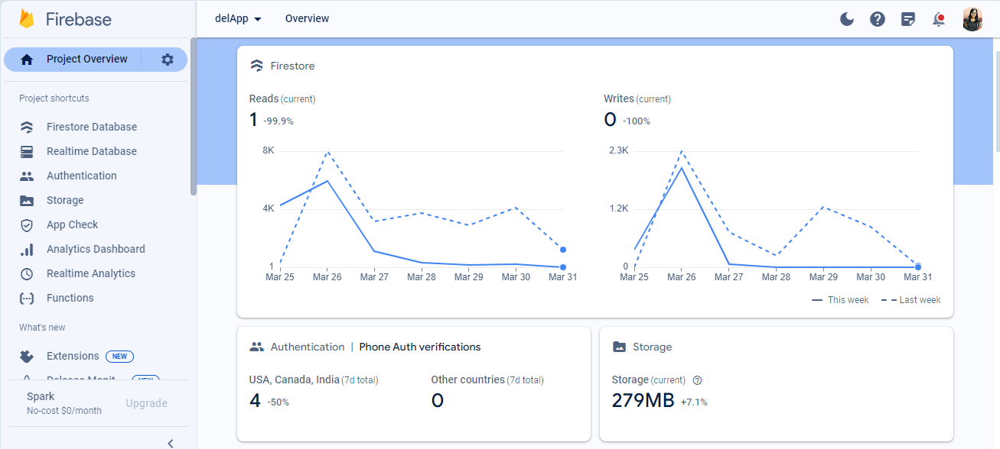 Firebase
delApp
Overview
Project Overview
Project shortcuts
Firestore Database
Realtime Database
Authentication
Storage
App Check
Analytics Dashboard
Realtime Analytics
Functions
What's new
Extensions NEW
Release Monit NEW
Spark
No-cost $0/month
Upgrade
Firestore
Reads (current)
1 -99.9%
8K
4K
1
Mar 25 Mar 26 Mar 27 Mar 28 Mar 29 Mar 30 Mar 31
Writes (current)
0 -100%
2.3K
1.2K
0
Mar 25 Mar 26 Mar 27 Mar 28 Mar 29 Mar 30 Mar 31
This week Last week
Authentication | Phone Auth verifications
USA, Canada, India (7d total)
4 -50%
Other countries (7d total)
0
Storage
Storage (current)
279MB +7.1%